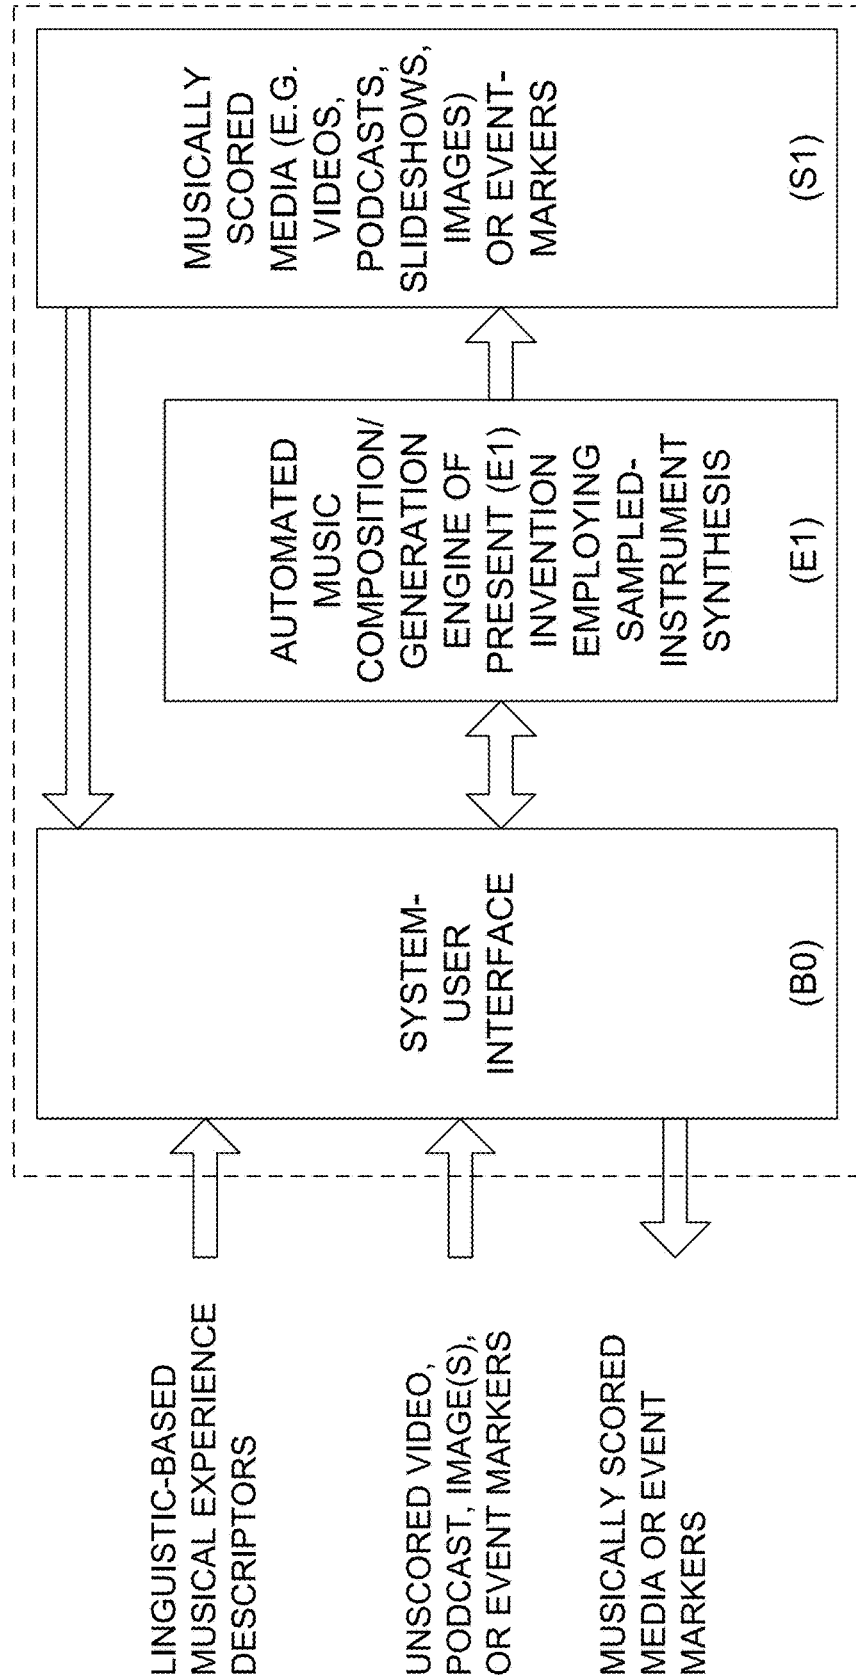 LINGUISTIC-BASED
MUSICAL EXPERIENCE
DESCRIPTORS
UNSCORED VIDEO,
PODCAST, IMAGE(S),
OR EVENT MARKERS
MUSICALLY SCORED
MEDIA OR EVENT
MARKERS
SYSTEM-
USER
INTERFACE
(B0)
AUTOMATED
MUSIC
COMPOSITION/
GENERATION
ENGINE OF
PRESENT (E1)
INVENTION
EMPLOYING
SAMPLED-
INSTRUMENT
SYNTHESIS
(E1)
MUSICALLY
SCORED
MEDIA (E.G.
VIDEOS,
PODCASTS,
SLIDESHOWS,
IMAGES)
OR EVENT-
MARKERS
(S1)